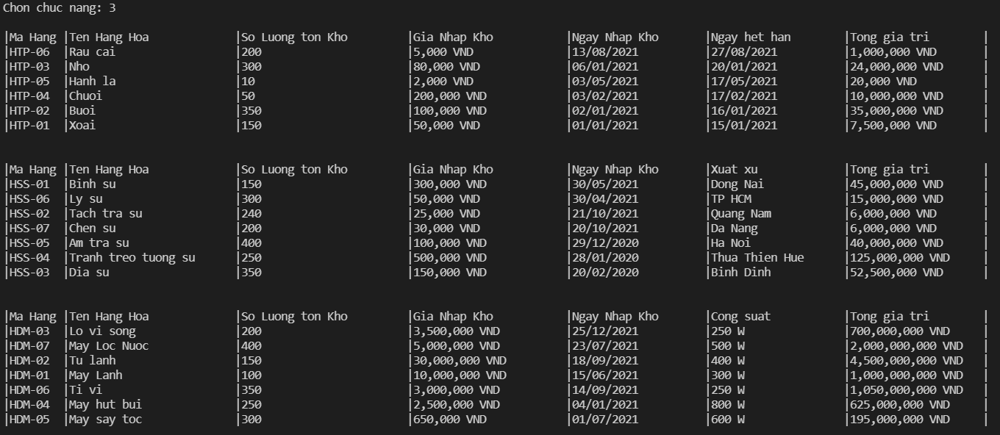 Chon chuc nang: 3
|Ma Hang |Ten Hang Hoa |So Luong ton Kho |Gia Nhap Kho |Ngay Nhap Kho |Ngay het han |Tong gia tri |
|HTP-06 |Rau cai |200 |5,000 VND |13/08/2021 |27/08/2021 |1,000,000 VND |
|HTP-03 |Nho |300 |80,000 VND |06/01/2021 |20/01/2021 |24,000,000 VND |
|HTP-05 |Hanh la |10 |2,000 VND |03/05/2021 |17/05/2021 |20,000 VND |
|HTP-04 |Chuoi |50 |200,000 VND |03/02/2021 |17/02/2021 |10,000,000 VND |
|HTP-02 |Buoi |350 |100,000 VND |02/01/2021 |16/01/2021 |35,000,000 VND |
|HTP-01 |Xoai |150 |50,000 VND |01/01/2021 |15/01/2021 |7,500,000 VND |
|Ma Hang |Ten Hang Hoa |So Luong ton Kho |Gia Nhap Kho |Ngay Nhap Kho |Xuat xu |Tong gia tri |
|HSS-01 |Binh su |150 |300,000 VND |30/05/2021 |Dong Nai |45,000,000 VND |
|HSS-06 |Ly su |300 |50,000 VND |30/04/2021 |TP HCM |15,000,000 VND |
|HSS-02 |Tach tra su |240 |25,000 VND |21/10/2021 |Quang Nam |6,000,000 VND |
|HSS-07 |Chen su |200 |30,000 VND |20/10/2021 |Da Nang |6,000,000 VND |
|HSS-05 |Am tra su |400 |100,000 VND |29/12/2020 |Ha Noi |40,000,000 VND |
|HSS-04 |Tranh treo tuong su |250 |500,000 VND |28/01/2020 |Thua Thien Hue |125,000,000 VND |
|HSS-03 |Dia su |350 |150,000 VND |20/02/2020 |Binh Dinh |52,500,000 VND |
|Ma Hang |Ten Hang Hoa |So Luong ton Kho |Gia Nhap Kho |Ngay Nhap Kho |Cong suat |Tong gia tri |
|HDM-03 |Lo vi song |200 |3,500,000 VND |25/12/2021 |250 W |700,000,000 VND |
|HDM-07 |May Loc Nuoc |400 |5,000,000 VND |23/07/2021 |500 W |2,000,000,000 VND |
|HDM-02 |Tu lanh |150 |30,000,000 VND |18/09/2021 |400 W |4,500,000,000 VND |
|HDM-01 |May Lanh |100 |10,000,000 VND |15/06/2021 |300 W |1,000,000,000 VND |
|HDM-06 |Ti vi |350 |3,000,000 VND |14/09/2021 |250 W |1,050,000,000 VND |
|HDM-04 |May hut bui |250 |2,500,000 VND |04/01/2021 |800 W |625,000,000 VND |
|HDM-05 |May say toc |300 |650,000 VND |01/07/2021 |600 W |195,000,000 VND |